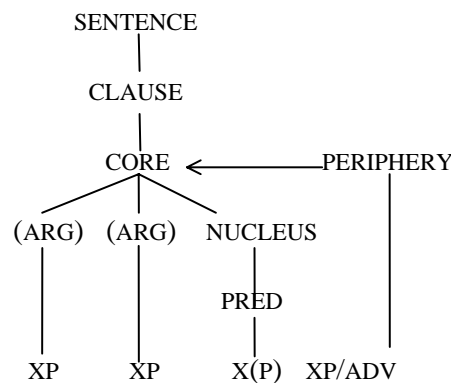 SENTENCE
CLAUSE
CORE PERIPHERY
(ARG) (ARG) NUCLEUS
PRED
XP XP X(P) XP/ADV